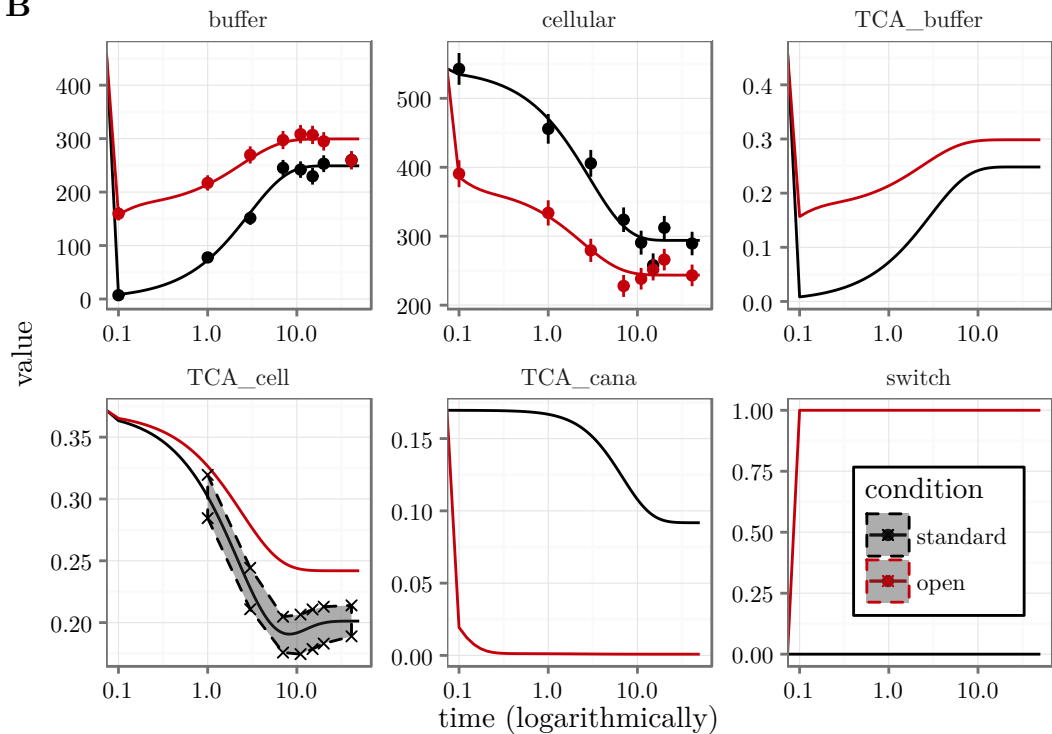 B
buffer
cellular
TCA_buffer
400
300
200
100
0
0.1 1.0 10.0
500
400
300
200
0.1 1.0 10.0
0.4
0.3
0.2
0.1
0.0
0.1 1.0 10.0
value
TCA_cell
TCA_cana
switch
0.35
0.30
0.25
0.20
0.1 1.0 10.0
0.15
0.10
0.05
0.00
0.1 1.0 10.0
1.00
0.75
0.50
0.25
0.00
0.1 1.0 10.0
condition
standard
open
time (logarithmically)